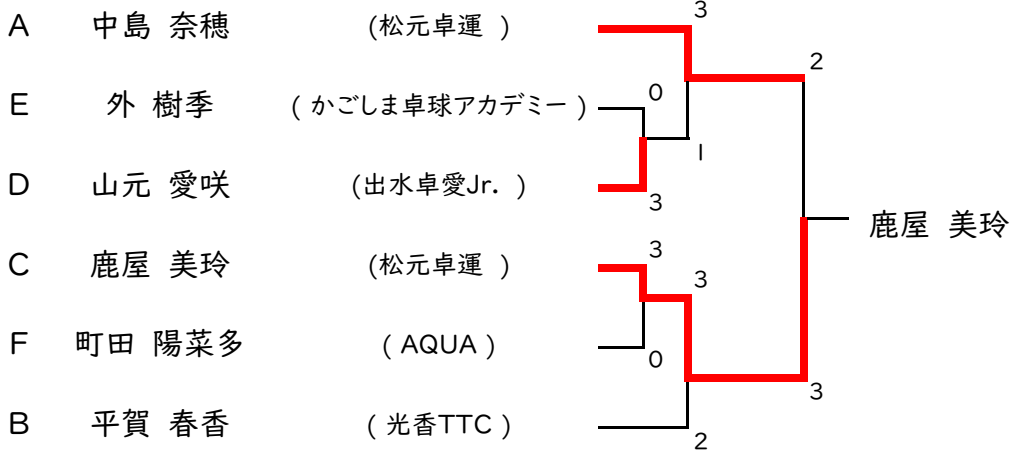 A 中島 奈穂 (松元卓運 ) 3
2
E 外 樹季 ( かごしま卓球アカデミー ) 0
1
D 山元 愛咲 (出水卓愛Jr. ) 3
鹿屋 美玲
C 鹿屋 美玲 (松元卓運 ) 3
3
F 町田 陽菜多 ( AQUA ) 0
3
B 平賀 春香 ( 光香TTC ) 2